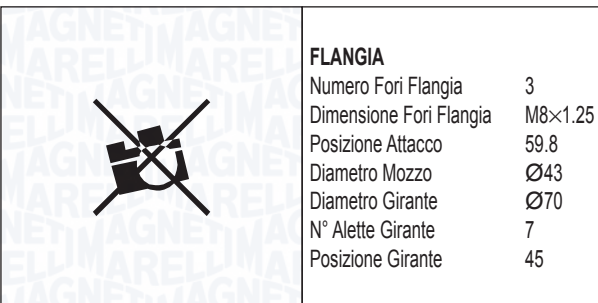 FLANGIA
Numero Fori Flangia 3
Dimensione Fori Flangia M8×1.25
Posizione Attacco 59.8
Diametro Mozzo Ø43
Diametro Girante Ø70
N° Alette Girante 7
Posizione Girante 45